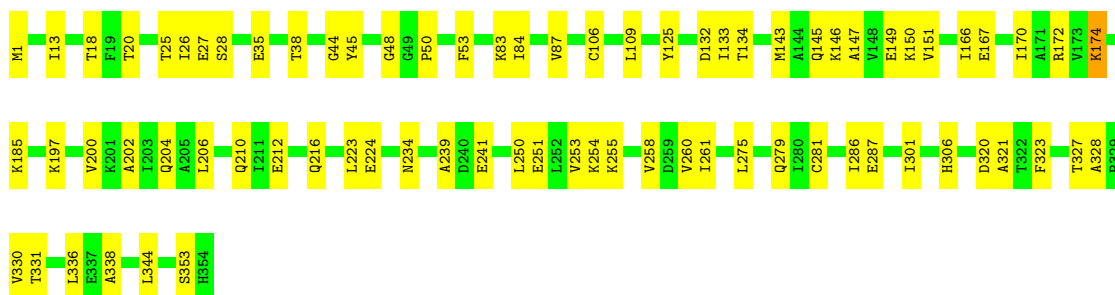 M1 I13 T18 F19 T20 T25 I26 E27 S28 E35 T38 G44 Y45 G48 G49 P50 F53 K83 I84 V87 C106 L109 Y125 D132 I133 T134 M143 A144 Q145 K146 A147 V148 E149 K150 V151 I166 E167 I170 A171 R172 V173 K174
K185 K197 V200 K201 A202 I203 Q204 A205 L206 Q210 I211 E212 Q216 L223 E224 N234 A239 D240 E241 L250 E251 L252 V253 K254 K255 V258 D259 V260 I261 L275 Q279 I280 C281 I286 E287 I301 H306 D320 A321 T322 F323 T327 A328
V330 T331 L336 E337 A338 L344 S353 H354